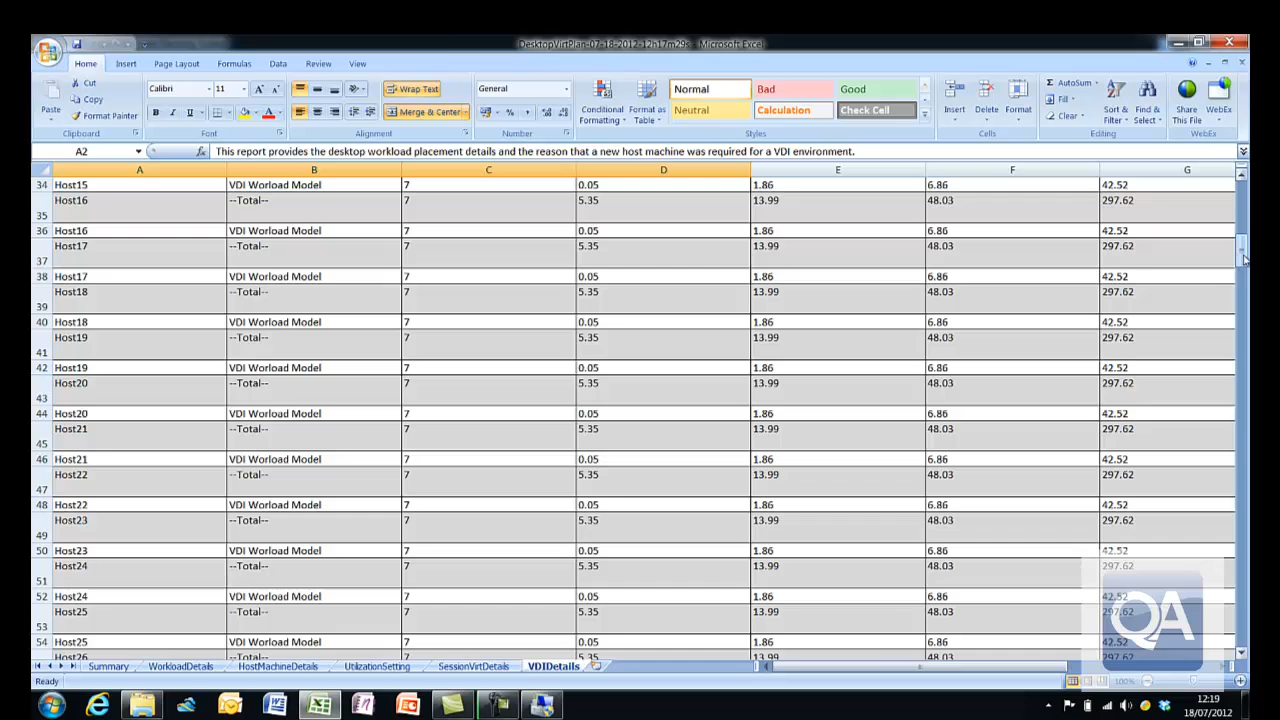 DesktopVirtPlan-07-18-2012-12h17m29s - Microsoft Excel
Home Insert Page Layout Formulas Data Review View
Paste
Cut
Copy
Format Painter
Calibri 11
B I U
Wrap Text
Merge & Center
General
Conditional Formatting
Format as Table
Normal Bad Good
Neutral Calculation Check Cell
Insert Delete Format
Σ AutoSum
Fill
Clear
Sort & Filter
Find & Select
Share This File
WebEx
Clipboard Font Alignment Number Styles Cells Editing WebEx
A2 fx This report provides the desktop workload placement details and the reason that a new host machine was required for a VDI environment.
A B C D E F G
34 Host15 VDI Worload Model 7 0.05 1.86 6.86 42.52
35 Host16 --Total-- 7 5.35 13.99 48.03 297.62
36 Host16 VDI Worload Model 7 0.05 1.86 6.86 42.52
37 Host17 --Total-- 7 5.35 13.99 48.03 297.62
38 Host17 VDI Worload Model 7 0.05 1.86 6.86 42.52
39 Host18 --Total-- 7 5.35 13.99 48.03 297.62
40 Host18 VDI Worload Model 7 0.05 1.86 6.86 42.52
41 Host19 --Total-- 7 5.35 13.99 48.03 297.62
42 Host19 VDI Worload Model 7 0.05 1.86 6.86 42.52
43 Host20 --Total-- 7 5.35 13.99 48.03 297.62
44 Host20 VDI Worload Model 7 0.05 1.86 6.86 42.52
45 Host21 --Total-- 7 5.35 13.99 48.03 297.62
46 Host21 VDI Worload Model 7 0.05 1.86 6.86 42.52
47 Host22 --Total-- 7 5.35 13.99 48.03 297.62
48 Host22 VDI Worload Model 7 0.05 1.86 6.86 42.52
49 Host23 --Total-- 7 5.35 13.99 48.03 297.62
50 Host23 VDI Worload Model 7 0.05 1.86 6.86 42.52
51 Host24 --Total-- 7 5.35 13.99 48.03 297.62
52 Host24 VDI Worload Model 7 0.05 1.86 6.86 42.52
53 Host25 --Total-- 7 5.35 13.99 48.03 297.62
54 Host25 VDI Worload Model 7 0.05 1.86 6.86 42.52
Host26 --Total-- 7 5.35 13.99 48.03 297.62
QA
Summary WorkloadDetails HostMachineDetails UtilizationSetting SessionVirtDetails VDIDetails
Ready 100%
12:19
18/07/2012